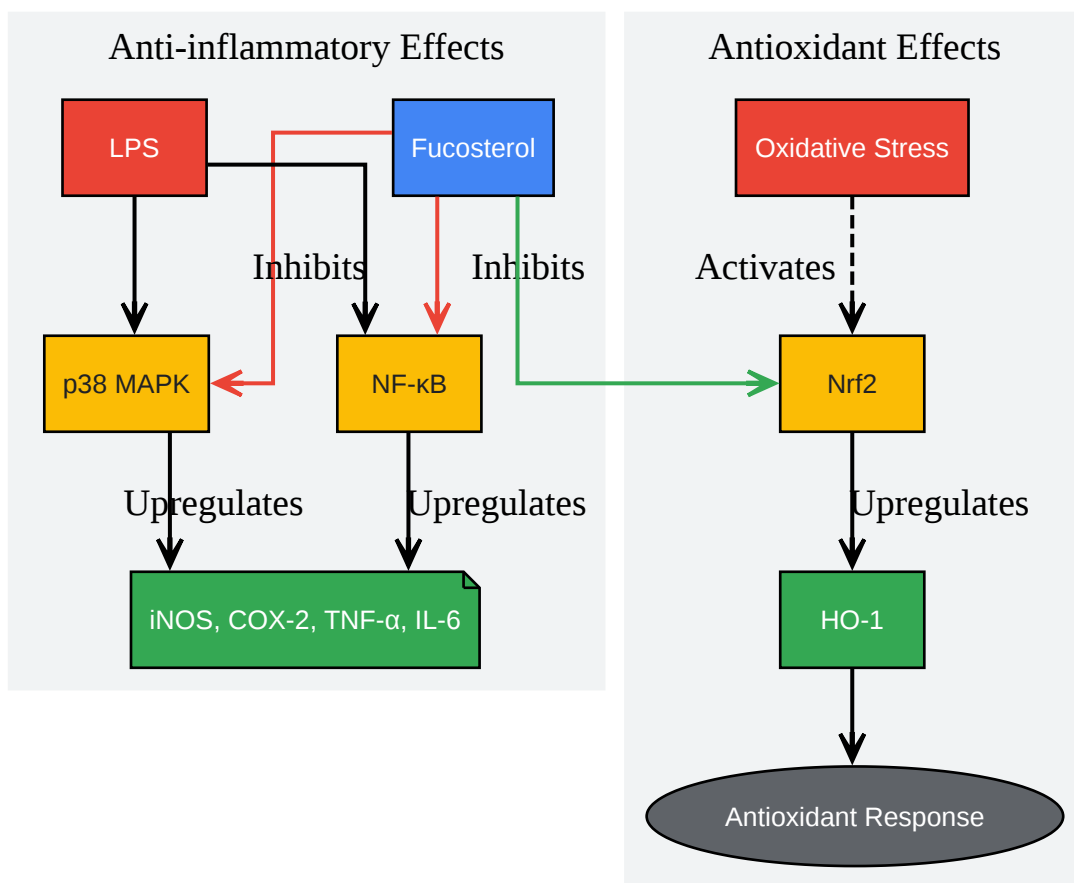 Anti-inflammatory Effects
Antioxidant Effects
LPS
Fucosterol
Oxidative Stress
Inhibits
Inhibits
Activates
p38 MAPK
NF-κB
Nrf2
Upregulates
Upregulates
Upregulates
iNOS, COX-2, TNF-α, IL-6
HO-1
Antioxidant Response